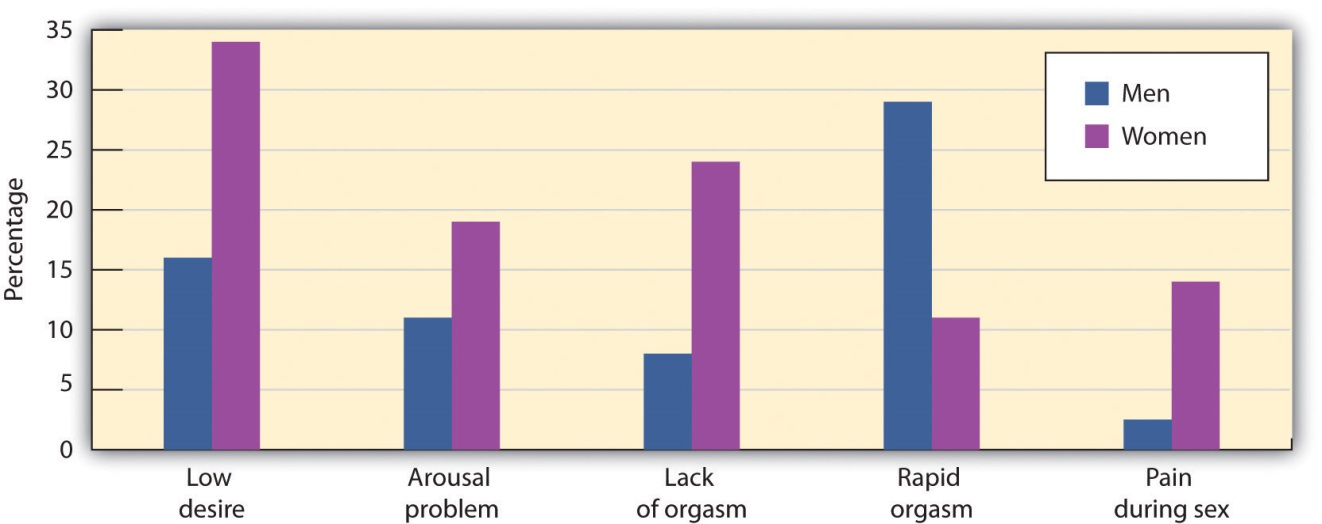 Percentage
35
30
25
20
15
10
5
0
Men
Women
Low
desire
Arousal
problem
Lack
of orgasm
Rapid
orgasm
Pain
during sex